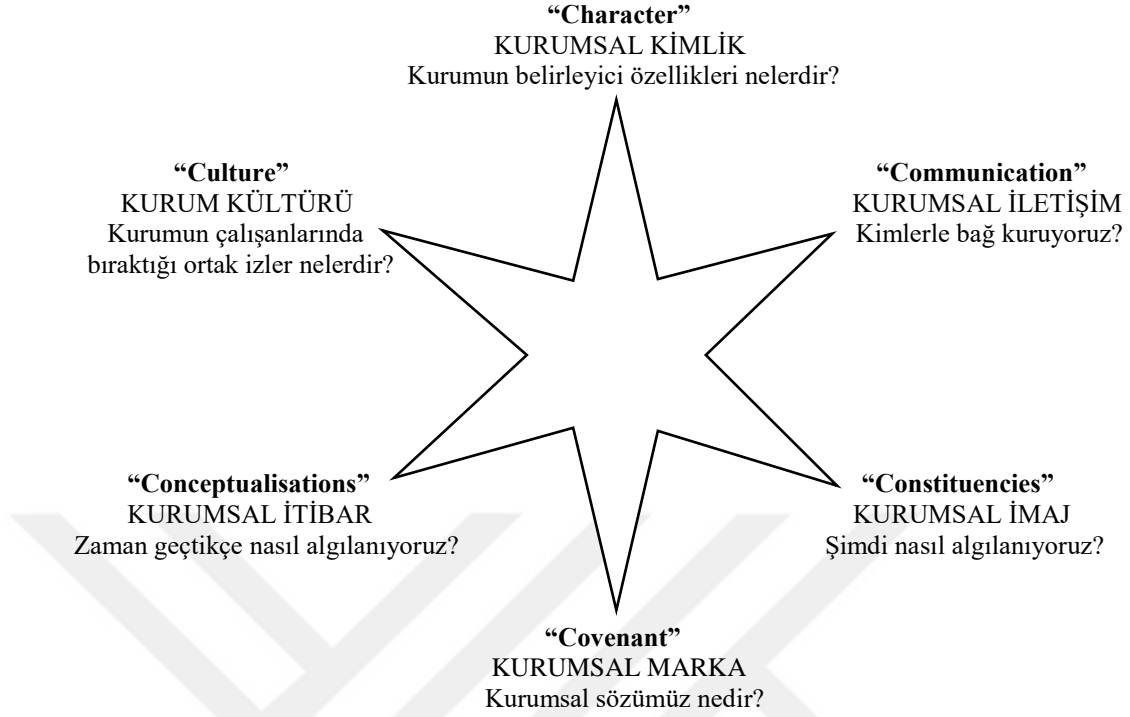 “Character”
KURUMSAL KİMLİK
Kurumun belirleyici özellikleri nelerdir?
“Culture”
KURUM KÜLTÜRÜ
Kurumun çalışanlarında
bıraktığı ortak izler nelerdir?
“Communication”
KURUMSAL İLETİŞİM
Kimlerle bağ kuruyoruz?
“Conceptualisations”
KURUMSAL İTİBAR
Zaman geçtikçe nasıl algılanıyoruz?
“Constituencies”
KURUMSAL İMAJ
Şimdi nasıl algılanıyoruz?
“Covenant”
KURUMSAL MARKA
Kurumsal sözümüz nedir?